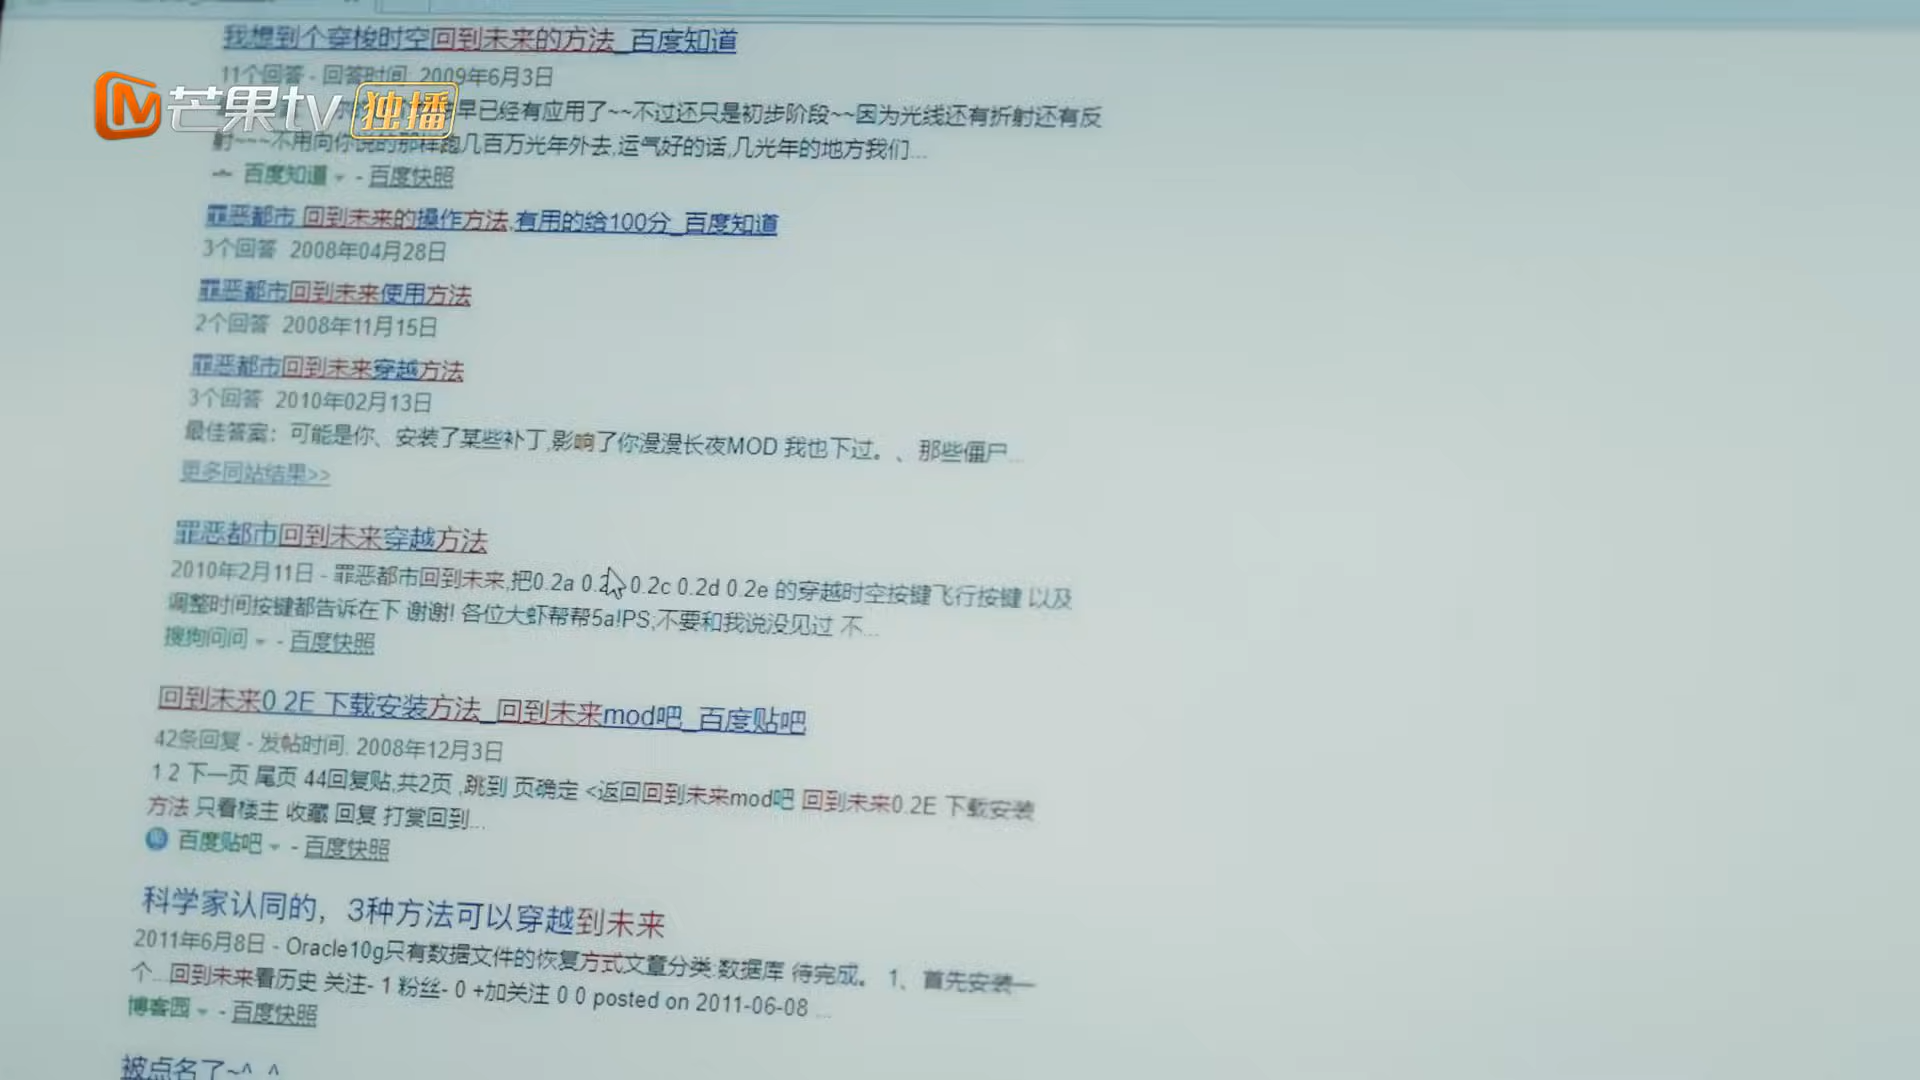 我想到个穿梭时空回到未来的方法_百度知道
11个回答 - 回答时间: 2009年6月3日
芒果tv 独播
早已经有应用了~~不过还只是初步阶段~~因为光线还有折射还有反
射~~~不用向你说的那样跑几百万光年外去,运气好的话,几光年的地方我们...
百度知道 - 百度快照
罪恶都市 回到未来的操作方法,有用的给100分_百度知道
3个回答 2008年04月28日
罪恶都市回到未来使用方法
2个回答 2008年11月15日
罪恶都市回到未来穿越方法
3个回答 2010年02月13日
最佳答案: 可能是你、安装了某些补丁,影响了你漫漫长夜MOD 我也下过。、那些僵尸...
更多同站结果>>
罪恶都市回到未来穿越方法
2010年2月11日 - 罪恶都市回到未来,把0.2a 0.2 0.2c 0.2d 0.2e 的穿越时空按键飞行按键 以及
调整时间按键都告诉在下 谢谢! 各位大虾帮帮5a!PS;不要和我说没见过 不...
搜狗问问 - 百度快照
回到未来0.2E 下载安装方法_回到未来mod吧_百度贴吧
42条回复 - 发帖时间: 2008年12月3日
1 2 下一页 尾页 44回复贴,共2页 ,跳到 页确定 <返回回到未来mod吧 回到未来0.2E 下载安装
方法 只看楼主 收藏 回复 打赏回到...
百度贴吧 - 百度快照
科学家认同的，3种方法可以穿越到未来
2011年6月8日 - Oracle10g只有数据文件的恢复方式文章分类:数据库 待完成。 1、首先安装一
个...回到未来看历史 关注- 1 粉丝- 0 +加关注 0 0 posted on 2011-06-08 ...
博客园 - 百度快照
被点名了~^_^